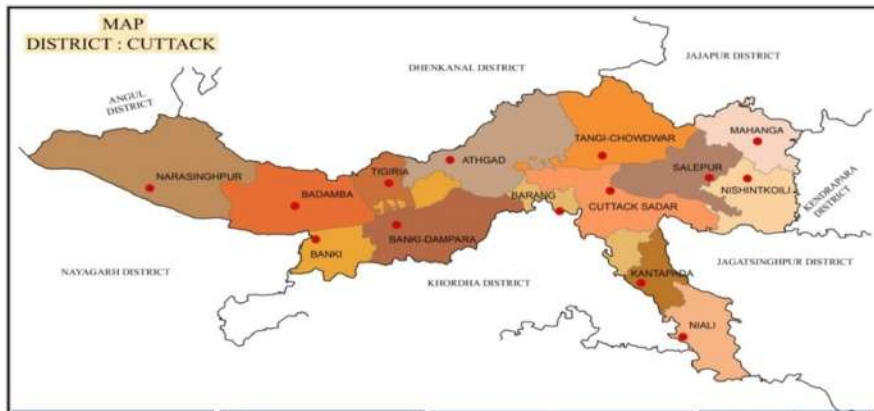 MAP
DISTRICT : CUTTACK
DHENKANAL DISTRICT
JAJAPUR DISTRICT
ANGUL
DISTRICT
NARASINGHPUR
BADAMBA
TIGIRIA
ATHGAD
TANGI-CHOWDWAR
MAHANGA
SALEPUR
NISHINTKOILI
BARANG
CUTTACK SADAR
KENDRAPARA
DISTRICT
BANKI
BANKI-DAMPARA
NAYAGARH DISTRICT
KHORDHA DISTRICT
JAGATSINGHPUR DISTRICT
KANTAPADA
NIALI